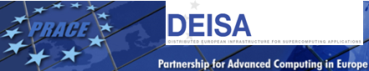 PRACE
DEISA
DISTRIBUTED EUROPEAN INFRASTRUCTURE FOR SUPERCOMPUTING APPLICATIONS
Partnership for Advanced Computing in Europe